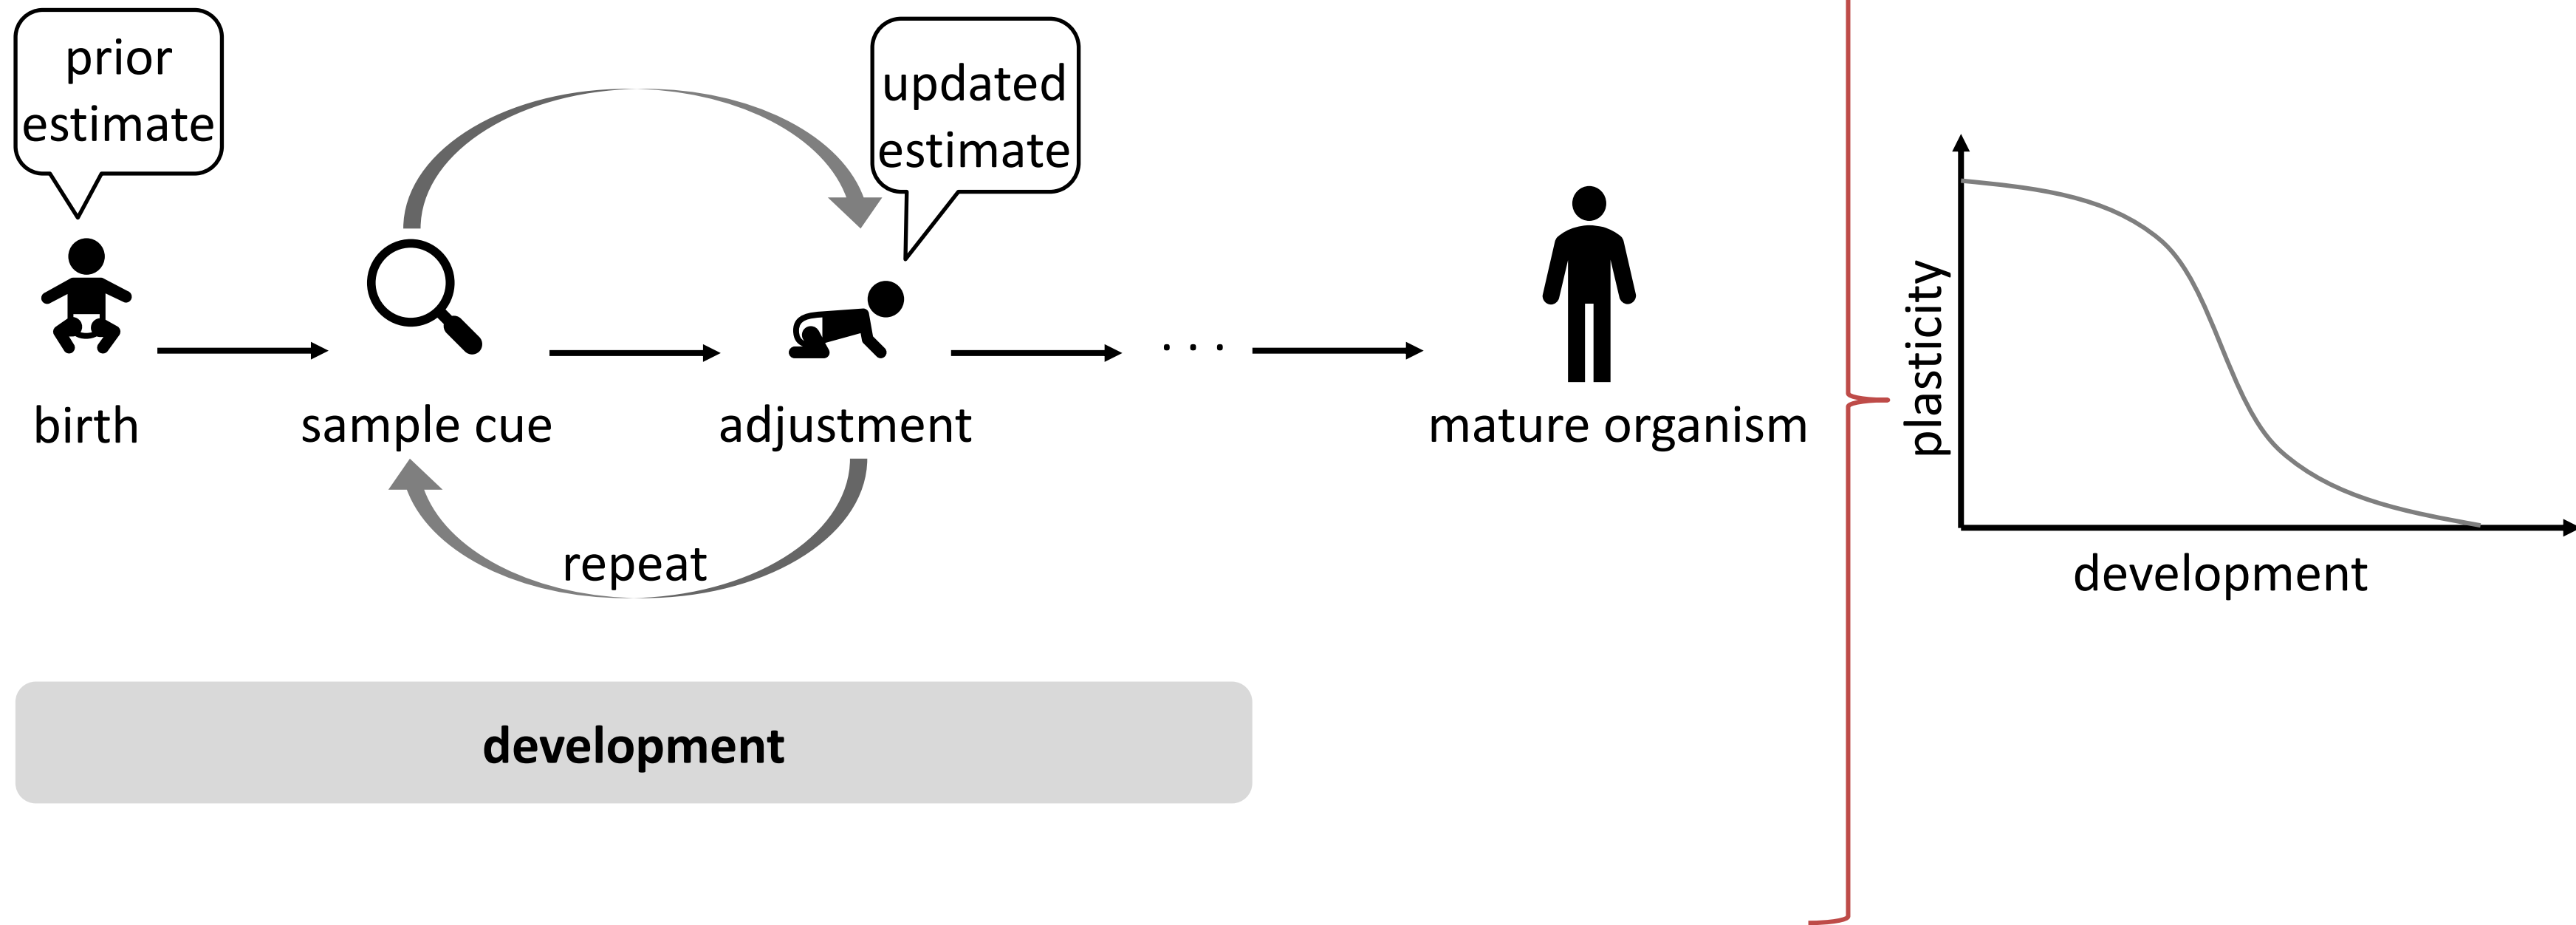 prior
estimate
updated
estimate
birth
sample cue
adjustment
. . .
mature organism
repeat
development
plasticity
development